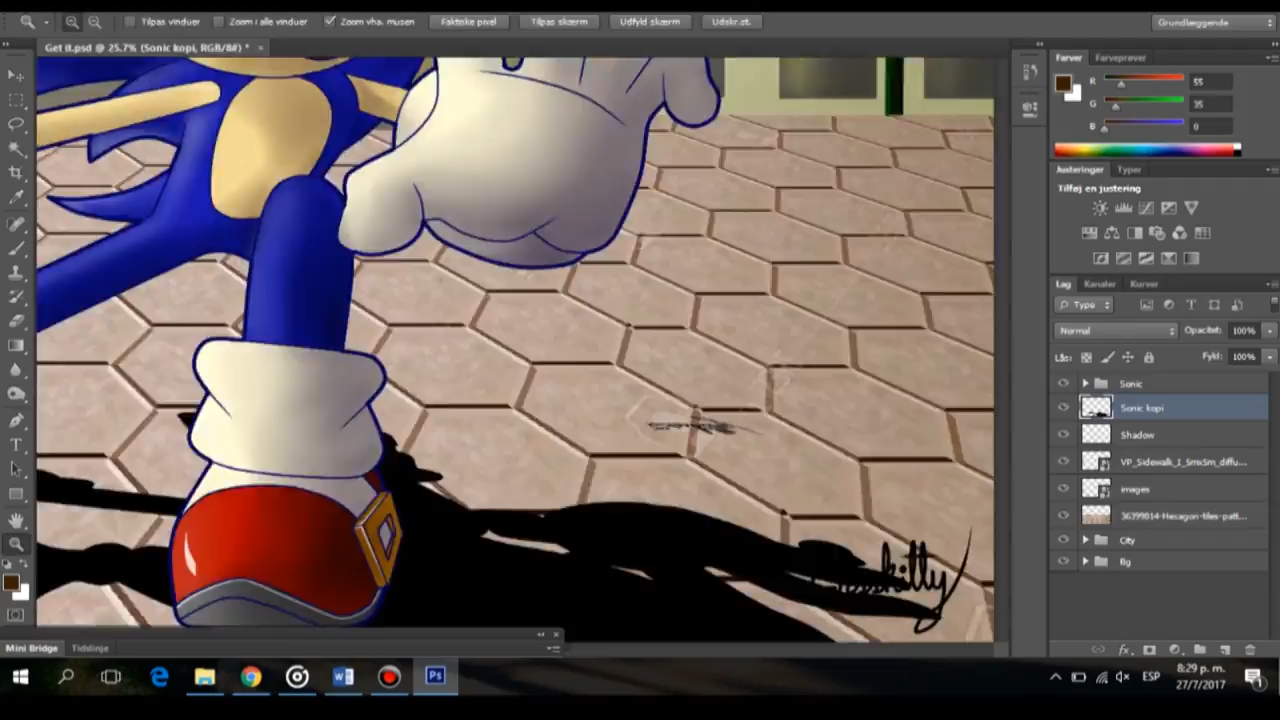 Tilpas vinduer Zoom i alle vinduer Zoom vha. musen Faktiske pixel Tilpas skærm Udfyld skærm Udskr.st. Grundlæggende
Get it.psd @ 25.7% (Sonic kopi, RGB/8#) * ×
Farver Farveprøver
R 55
G 35
B 0
Justeringer Typer
Tilføj en justering
Lag Kanaler Kurver
Type
Normal Opacitet: 100%
Lås: Fyld: 100%
Sonic
Sonic kopi
Shadow
VP_Sidewalk_1_5mx5m_diffu...
images
36399814-Hexagon-tiles-patt...
City
Bg
Mini Bridge Tidslinje
Ps
ESP
8:29 p. m.
27/7/2017